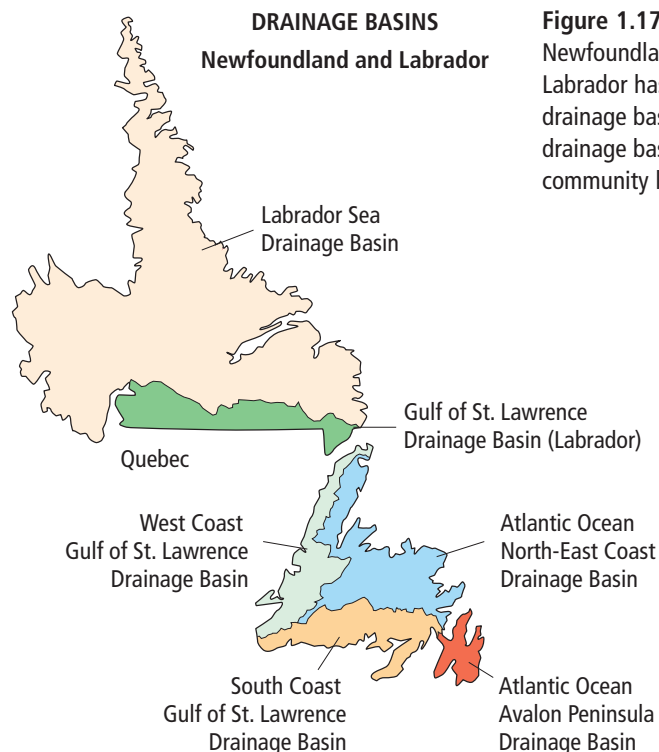 DRAINAGE BASINS
Newfoundland and Labrador
Figure 1.17
Newfoundla
Labrador has
drainage bas
drainage bas
community l
Labrador Sea
Drainage Basin
Gulf of St. Lawrence
Drainage Basin (Labrador)
Quebec
West Coast
Gulf of St. Lawrence
Drainage Basin
Atlantic Ocean
North-East Coast
Drainage Basin
South Coast
Gulf of St. Lawrence
Drainage Basin
Atlantic Ocean
Avalon Peninsula
Drainage Basin